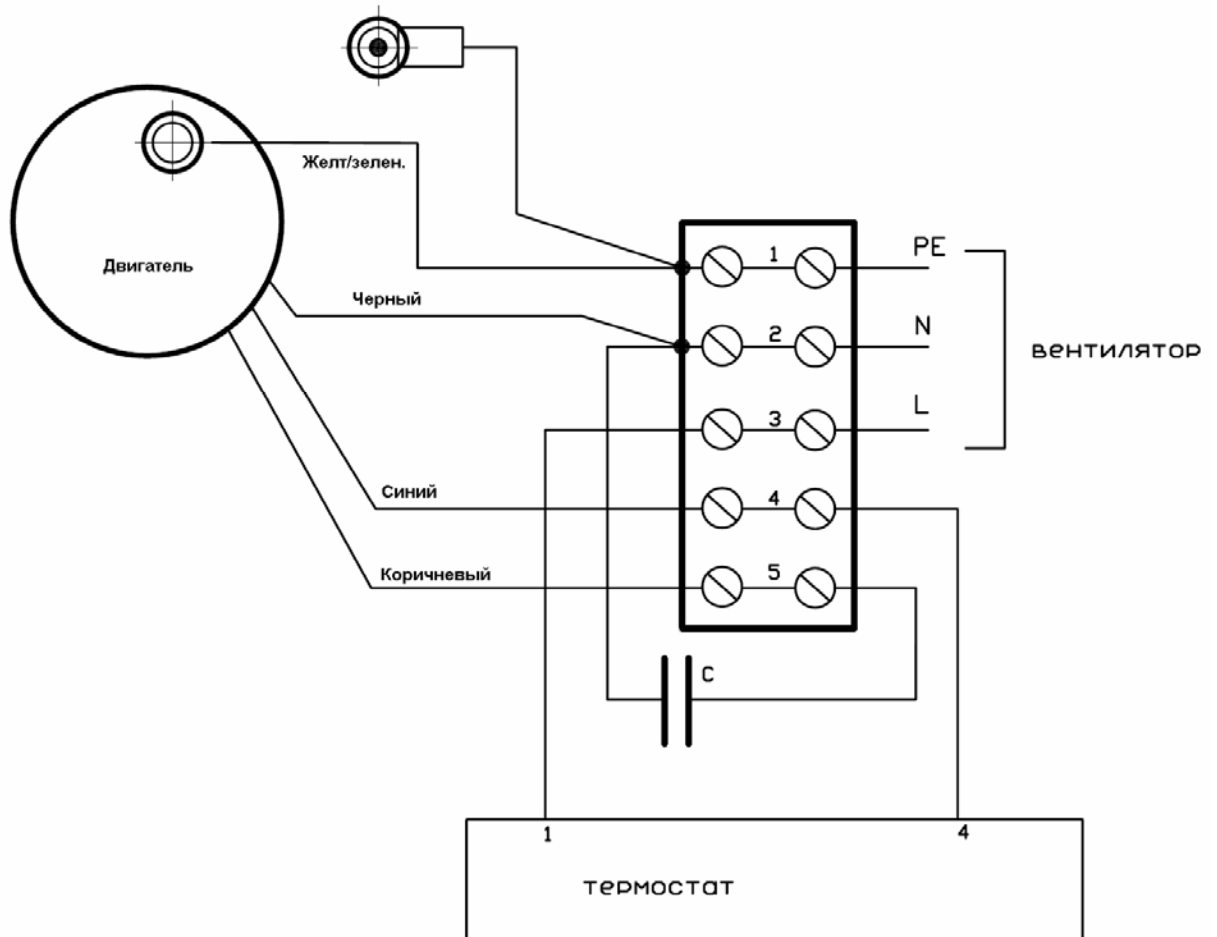 Желт/зелен.
Двигатель
Черный
Синий
Коричневый
1
2
3
4
5
PE
N
L
вентилятор
C
1
4
термостат